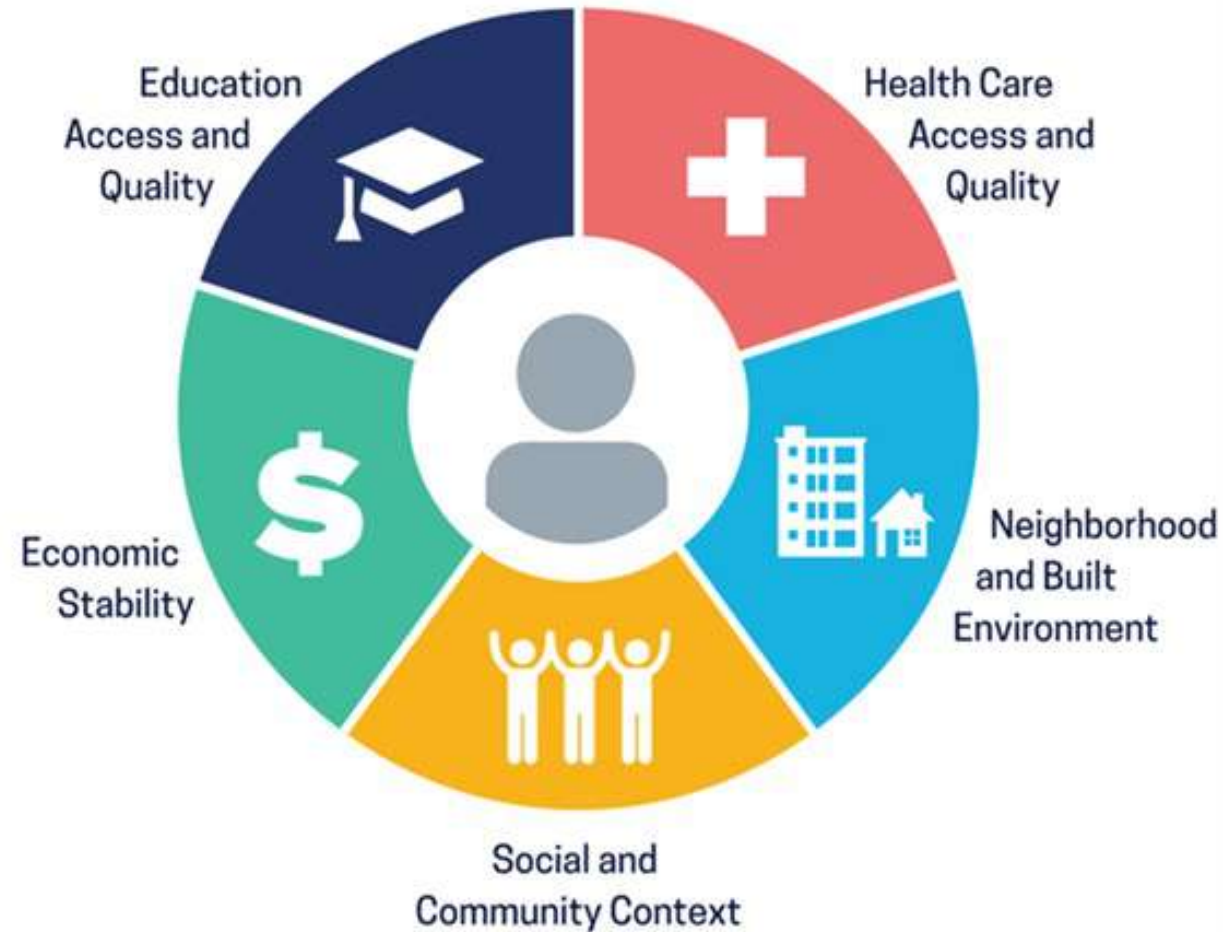 Education
Access and
Quality
Health Care
Access and
Quality
$
Economic
Stability
Neighborhood
and Built
Environment
Social and
Community Context